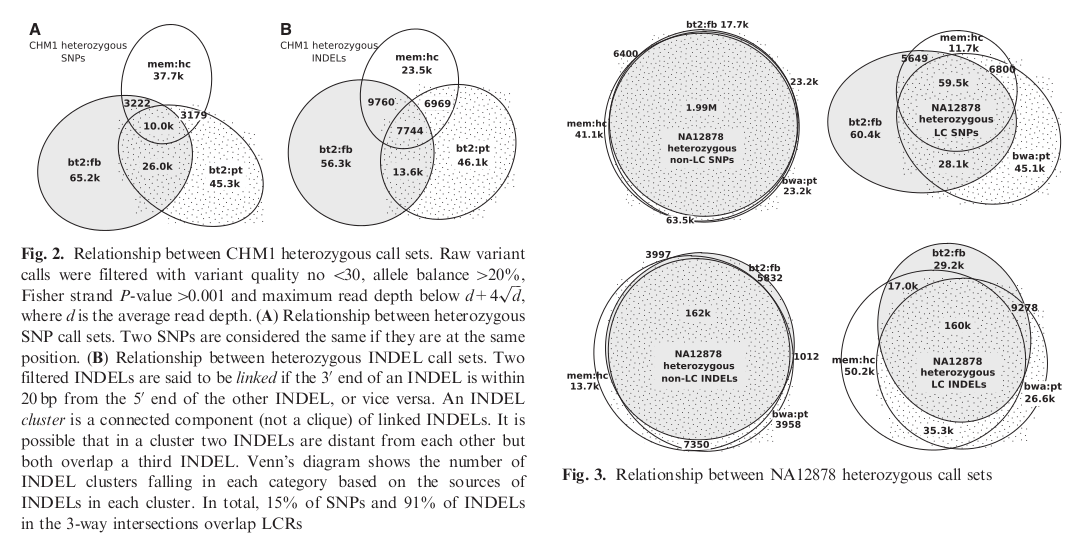 A
CHM1 heterozygous
SNPs
mem:hc
37.7k
3222
3179
10.0k
bt2:fb
65.2k
26.0k
bt2:pt
45.3k
B
CHM1 heterozygous
INDELs
mem:hc
23.5k
9760
6969
7744
bt2:fb
56.3k
bt2:pt
46.1k
13.6k
Fig. 2. Relationship between CHM1 heterozygous call sets. Raw variant
calls were filtered with variant quality no <30, allele balance >20%,
Fisher strand P-value >0.001 and maximum read depth below d+4√d,
where d is the average read depth. (A) Relationship between heterozygous
SNP call sets. Two SNPs are considered the same if they are at the same
position. (B) Relationship between heterozygous INDEL call sets. Two
filtered INDELs are said to be linked if the 3′ end of an INDEL is within
20 bp from the 5′ end of the other INDEL, or vice versa. An INDEL
cluster is a connected component (not a clique) of linked INDELs. It is
possible that in a cluster two INDELs are distant from each other but
both overlap a third INDEL. Venn's diagram shows the number of
INDEL clusters falling in each category based on the sources of
INDELs in each cluster. In total, 15% of SNPs and 91% of INDELs
in the 3-way intersections overlap LCRs
bt2:fb 17.7k
6400
23.2k
1.99M
mem:hc
41.1k
NA12878
heterozygous
non-LC SNPs
bwa:pt
23.2k
63.5k
mem:hc
11.7k
5649
6800
59.5k
NA12878
heterozygous
LC SNPs
bt2:fb
60.4k
28.1k
bwa:pt
45.1k
3997
bt2:fb
5832
162k
NA12878
heterozygous
non-LC INDELs
1012
mem:hc
13.7k
bwa:pt
3958
7350
bt2:fb
29.2k
17.0k
9278
160k
mem:hc
50.2k
NA12878
heterozygous
LC INDELs
bwa:pt
26.6k
35.3k
Fig. 3. Relationship between NA12878 heterozygous call sets